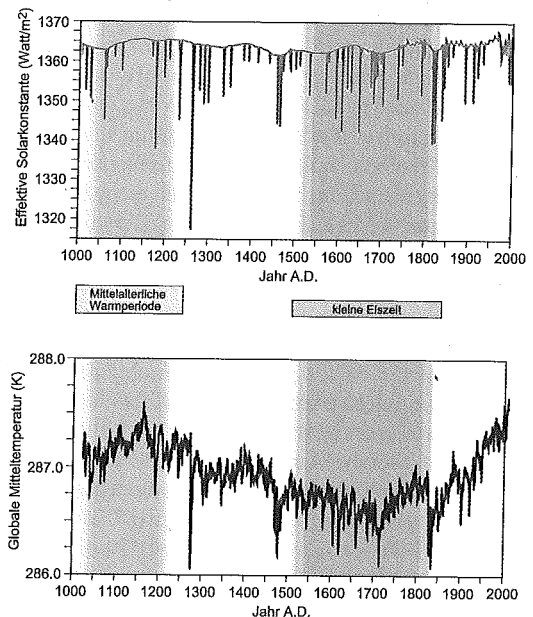 Effektive Solarkonstante (Watt/m²)
1370
1360
1350
1340
1330
1320
1000 1100 1200 1300 1400 1500 1600 1700 1800 1900 2000
Jahr A.D.
Mittelalterliche
Warmperiode
kleine Eiszeit
Globale Mitteltemperatur (K)
288.0
287.0
286.0
1000 1100 1200 1300 1400 1500 1600 1700 1800 1900 2000
Jahr A.D.